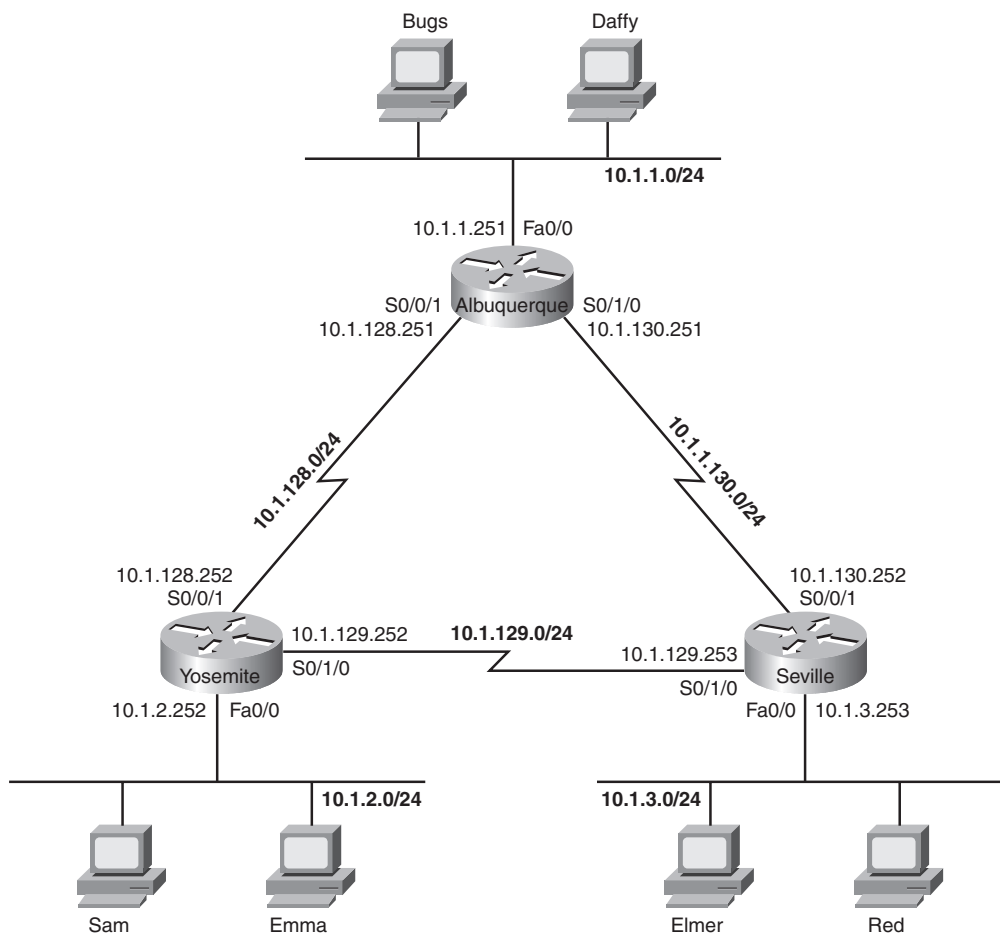 Bugs
Daffy
10.1.1.0/24
10.1.1.251
Fa0/0
S0/0/1
Albuquerque
S0/1/0
10.1.128.251
10.1.130.251
10.1.128.0/24
10.1.1.130.0/24
10.1.128.252
S0/0/1
10.1.130.252
S0/0/1
10.1.129.252
10.1.129.0/24
10.1.129.253
Yosemite
S0/1/0
S0/1/0
Seville
10.1.2.252
Fa0/0
Fa0/0
10.1.3.253
10.1.2.0/24
10.1.3.0/24
Sam
Emma
Elmer
Red